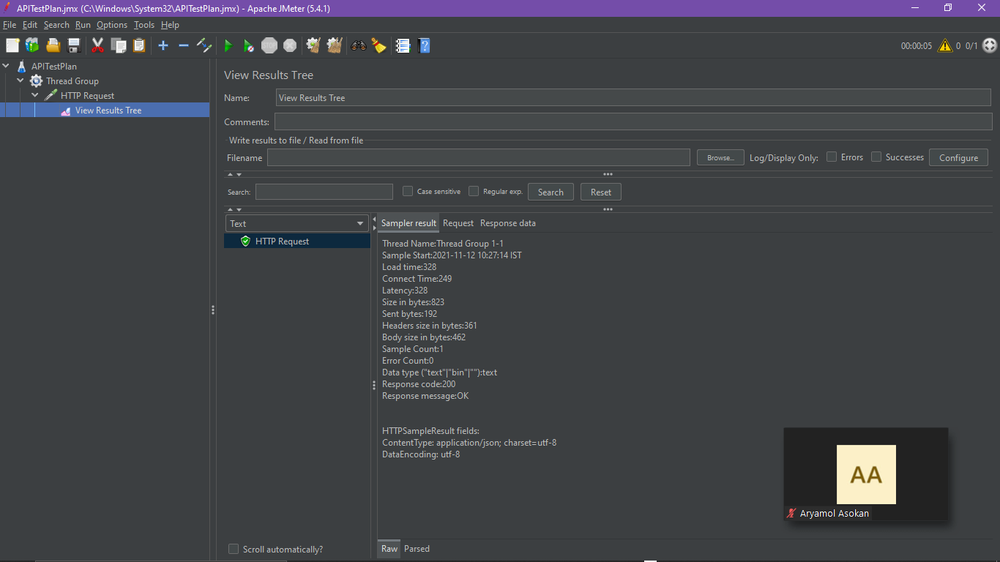 APITestPlan.jmx (C:\Windows\System32\APITestPlan.jmx) - Apache JMeter (5.4.1)
File Edit Search Run Options Tools Help
STOP
00:00:05 0 0/1
APITestPlan
Thread Group
HTTP Request
View Results Tree
View Results Tree
Name: View Results Tree
Comments:
Write results to file / Read from file
Filename Browse... Log/Display Only: Errors Successes Configure
Search: Case sensitive Regular exp. Search Reset
Text
HTTP Request
Sampler result Request Response data
Thread Name:Thread Group 1-1
Sample Start:2021-11-12 10:27:14 IST
Load time:328
Connect Time:249
Latency:328
Size in bytes:823
Sent bytes:192
Headers size in bytes:361
Body size in bytes:462
Sample Count:1
Error Count:0
Data type ("text"|"bin"|""):text
Response code:200
Response message:OK
HTTPSampleResult fields:
ContentType: application/json; charset=utf-8
DataEncoding: utf-8
AA
Aryamol Asokan
Scroll automatically?
Raw Parsed